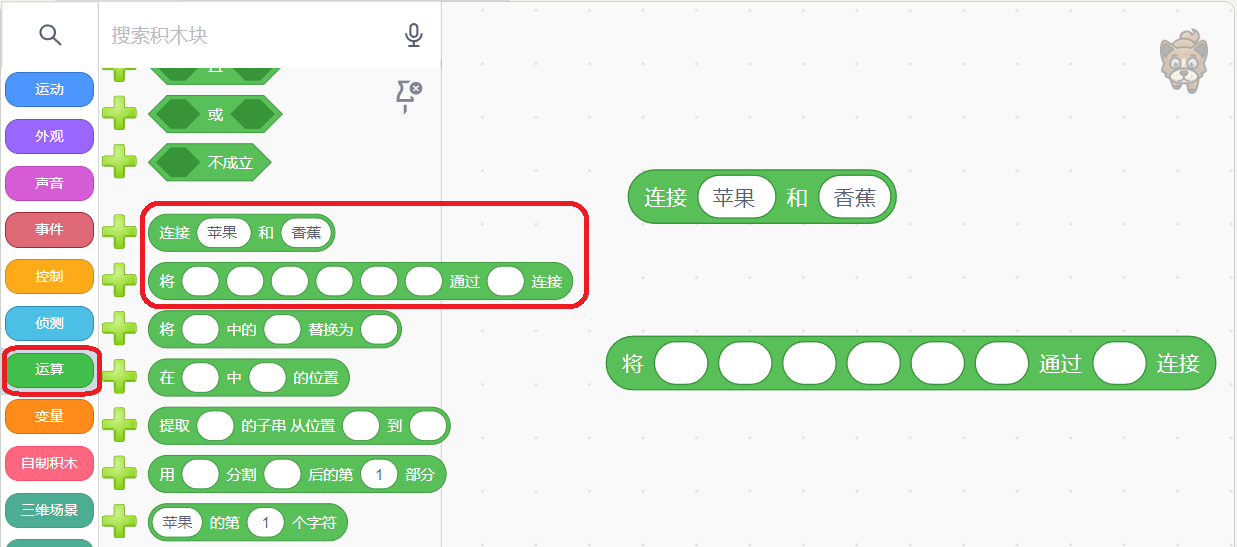 搜索积木块
运动
外观
声音
事件
控制
侦测
运算
变量
自制积木
三维场景
且
或
不成立
连接 苹果 和 香蕉
将 通过 连接
将 中的 替换为
在 中 的位置
提取 的子串 从位置 到
用 分割 后的第 1 部分
苹果 的第 1 个字符
连接 苹果 和 香蕉
将 通过 连接